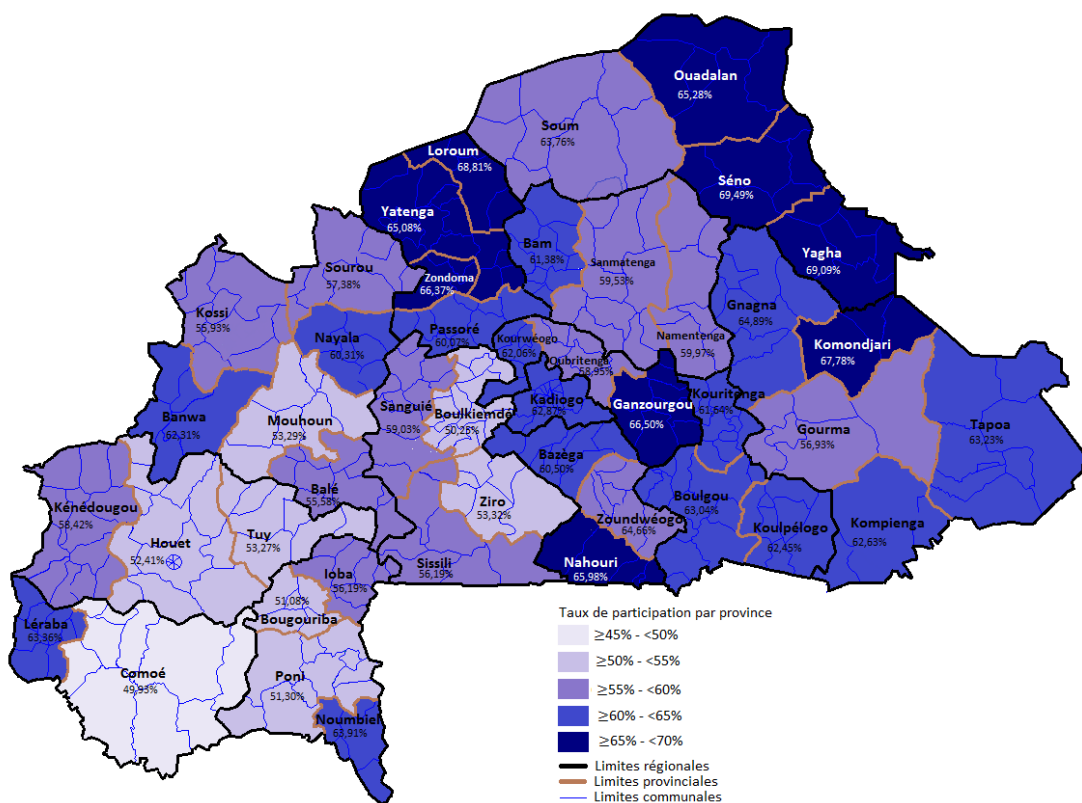 Ouadalan
65,28%
Soum
63,76%
Loroum
68,81%
Séno
69,49%
Yatenga
65,08%
Bam
61,38%
Yagha
69,09%
Sourou
57,38%
Zondoma
66,37%
Sanmatenga
59,53%
Kossi
55,93%
Gnagna
64,89%
Nayala
60,31%
Passoré
60,07%
Kourwéogo
62,06%
Namentenga
59,97%
Komondjari
67,78%
Oubritenga
58,95%
Kadiogo
62,87%
Ganzourgou
66,50%
Kouritenga
61,64%
Banwa
62,31%
Mouhoun
53,29%
Sanguié
59,03%
Boulkiemdé
50,25%
Gourma
56,93%
Tapoa
63,23%
Bazèga
60,50%
Balé
55,58%
Ziro
53,32%
Boulgou
63,04%
Kénédougou
58,42%
Houet
52,41%
Tuy
53,27%
Zoundwéogo
64,66%
Koulpélogo
62,45%
Kompienga
62,63%
Sissili
56,19%
Nahouri
65,98%
Ioba
56,19%
51,08%
Bougouriba
Léraba
63,36%
Comoé
49,93%
Poni
51,30%
Noumbiel
63,91%
Taux de participation par province
≥45% - <50%
≥50% - <55%
≥55% - <60%
≥60% - <65%
≥65% - <70%
Limites régionales
Limites provinciales
Limites communales